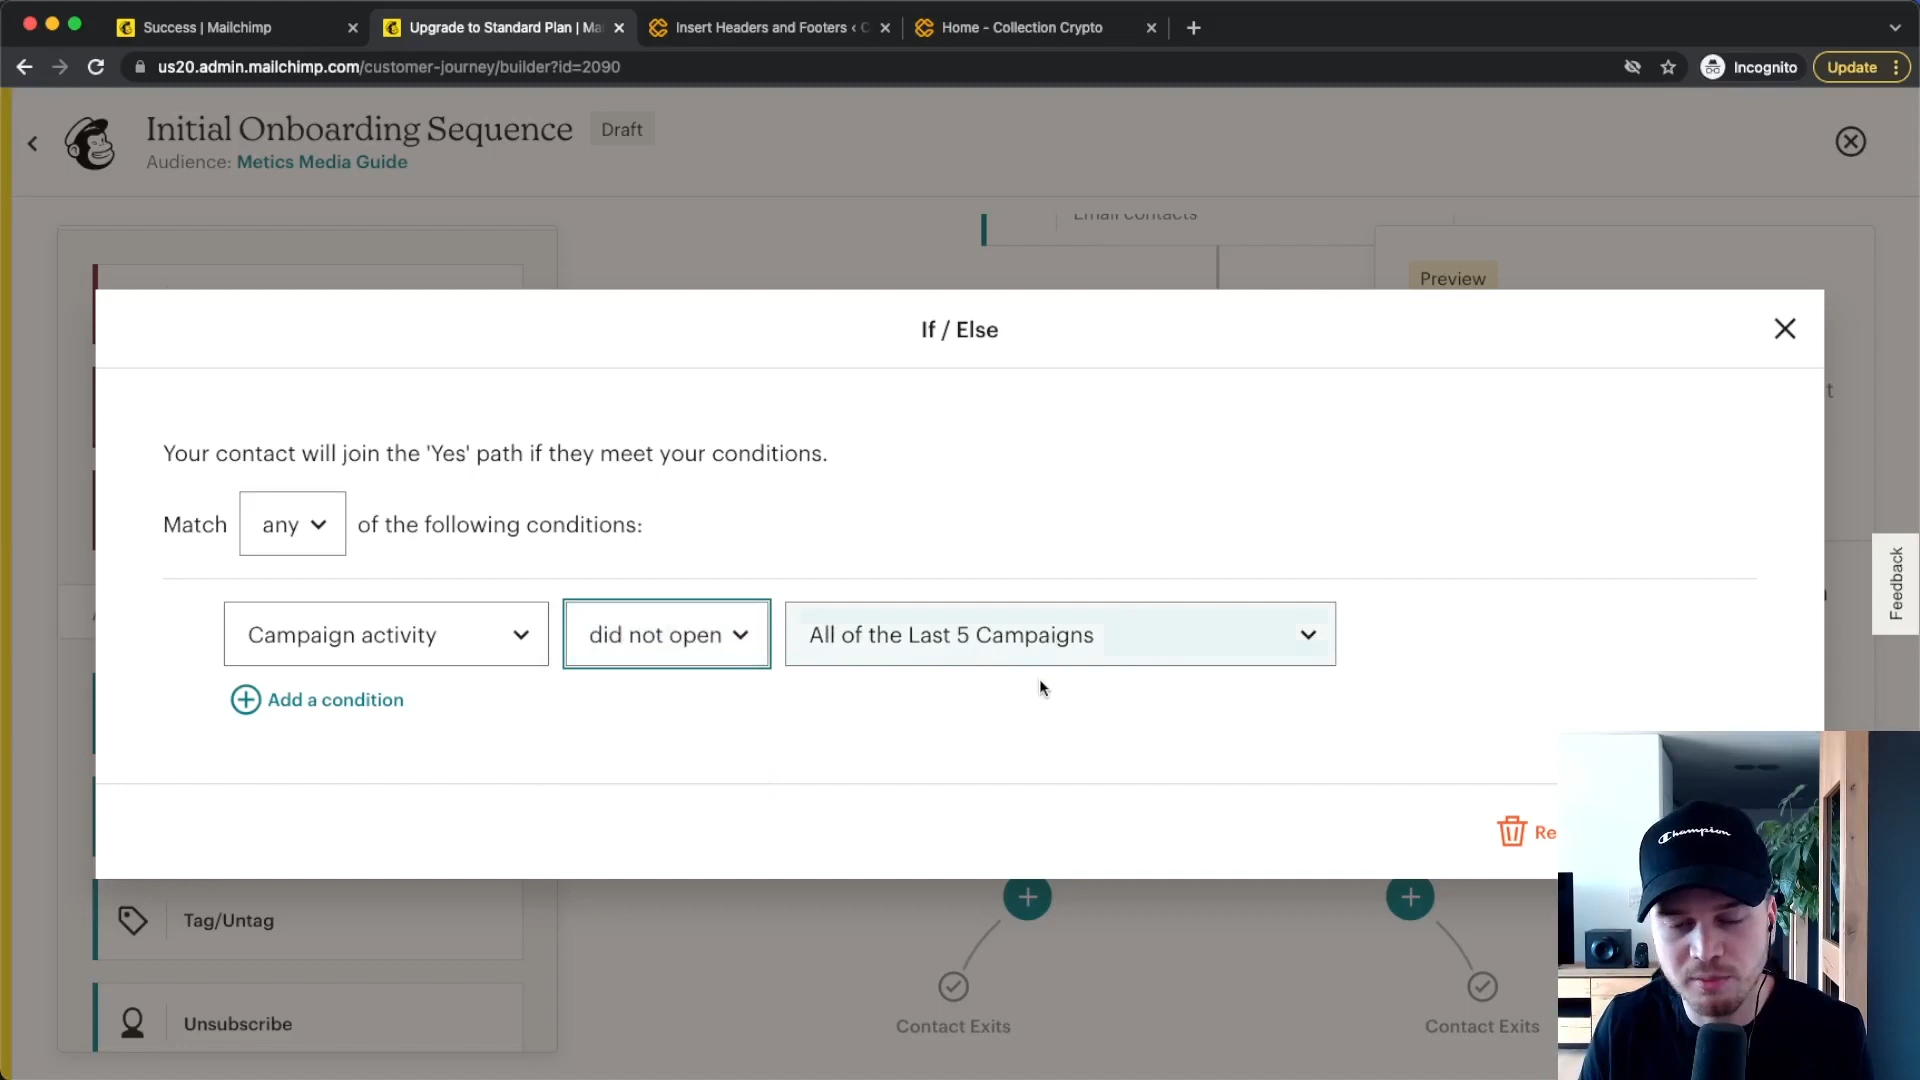 Success | Mailchimp
Upgrade to Standard Plan | Ma
Insert Headers and Footers ‹ C
Home - Collection Crypto
us20.admin.mailchimp.com/customer-journey/builder?id=2090
Incognito
Update
Initial Onboarding Sequence
Draft
Audience: Metics Media Guide
Email contacts
Preview
If / Else
Your contact will join the 'Yes' path if they meet your conditions.
Match any of the following conditions:
Campaign activity
did not open
All of the Last 5 Campaigns
Add a condition
Feedback
Re
Champion
Tag/Untag
Unsubscribe
Contact Exits
Contact Exits